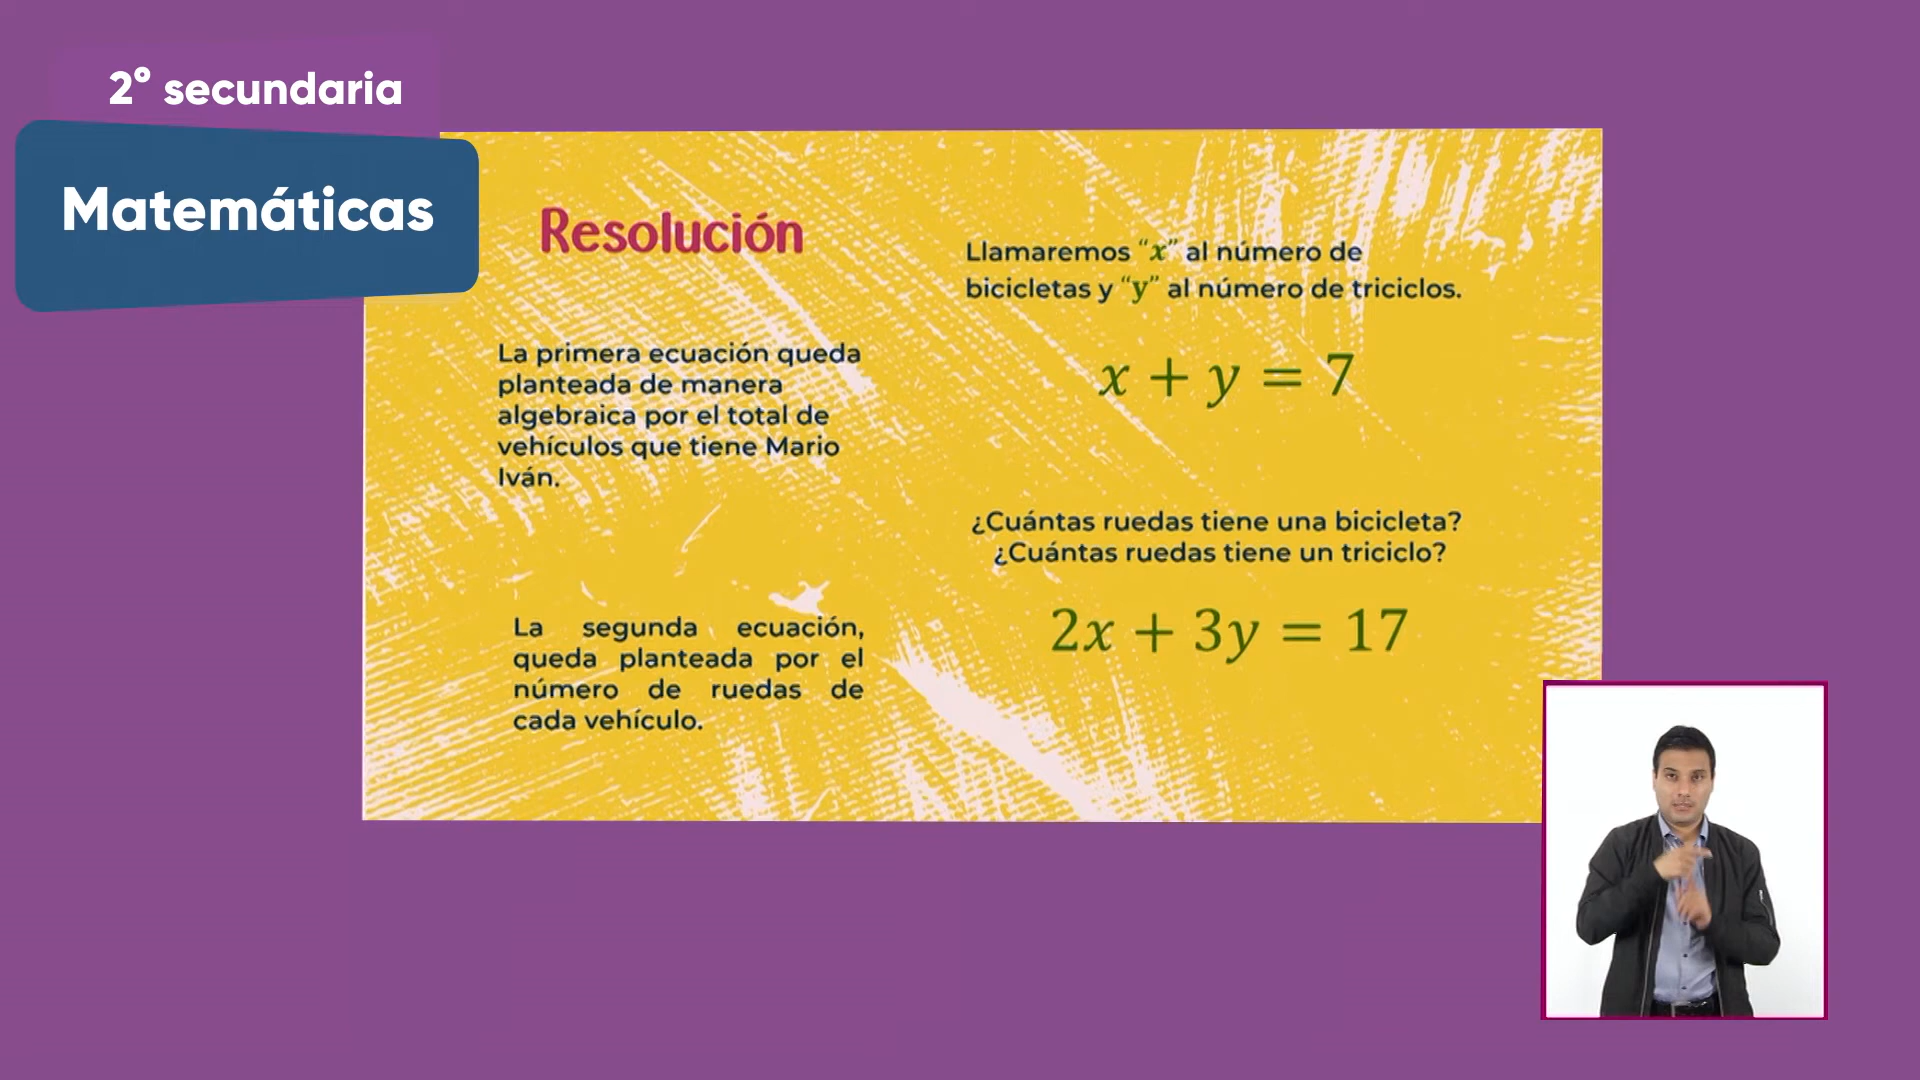 2° secundaria
Matemáticas
Resolución
La primera ecuación queda
planteada de manera
algebraica por el total de
vehículos que tiene Mario
Iván.
La segunda ecuación,
queda planteada por el
número de ruedas de
cada vehículo.
Llamaremos “x” al número de
bicicletas y “y” al número de triciclos.
x + y = 7
¿Cuántas ruedas tiene una bicicleta?
¿Cuántas ruedas tiene un triciclo?
2x + 3y = 17